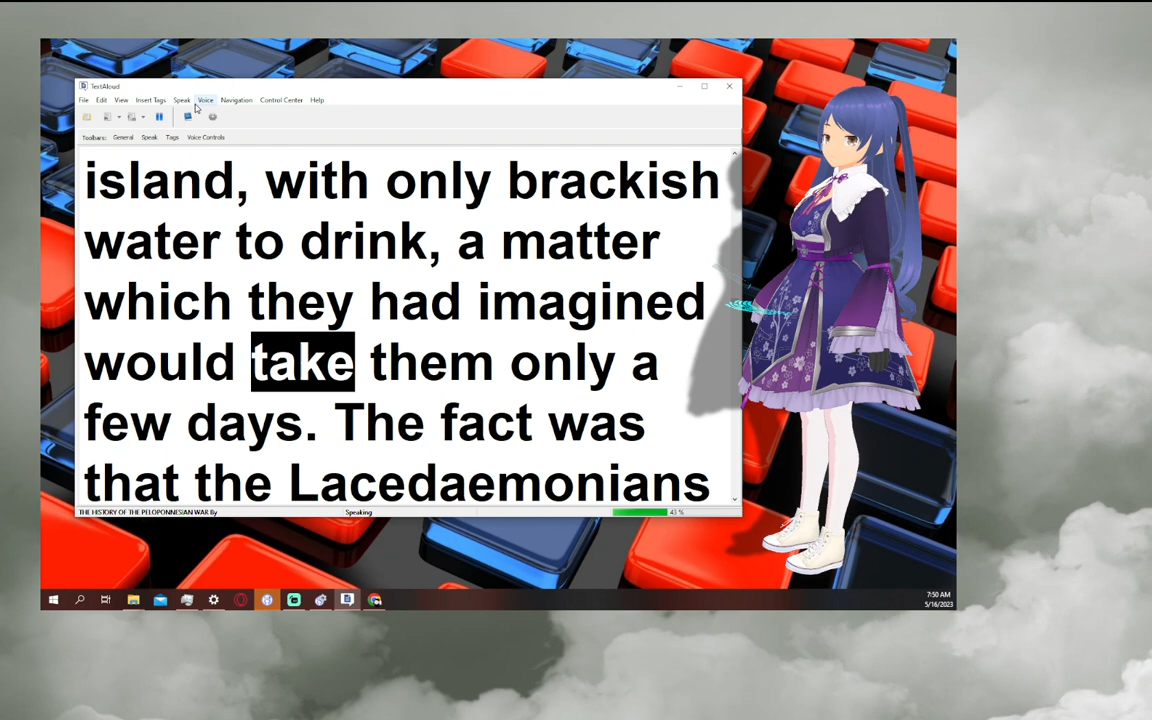 TextAloud
File Edit View Insert Tags Speak Voice Navigation Control Center Help
Toolbars: General Speak Tags Voice Controls
island, with only brackish
water to drink, a matter
which they had imagined
would take them only a
few days. The fact was
that the Lacedaemonians
THE HISTORY OF THE PELOPONNESIAN WAR By Speaking 43 %
7:50 AM
5/16/2023